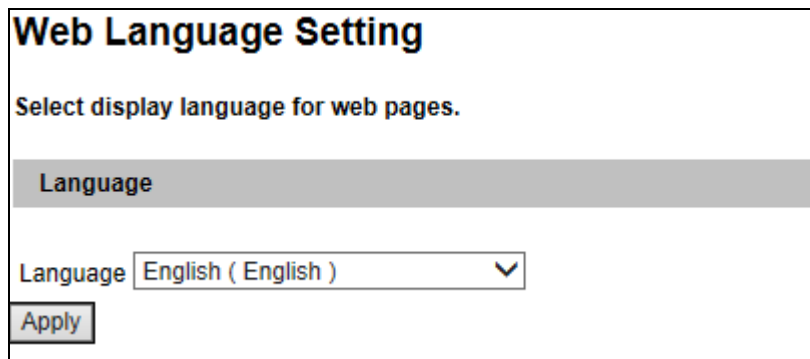 Web Language Setting
Select display language for web pages.
Language
Language English ( English )
Apply